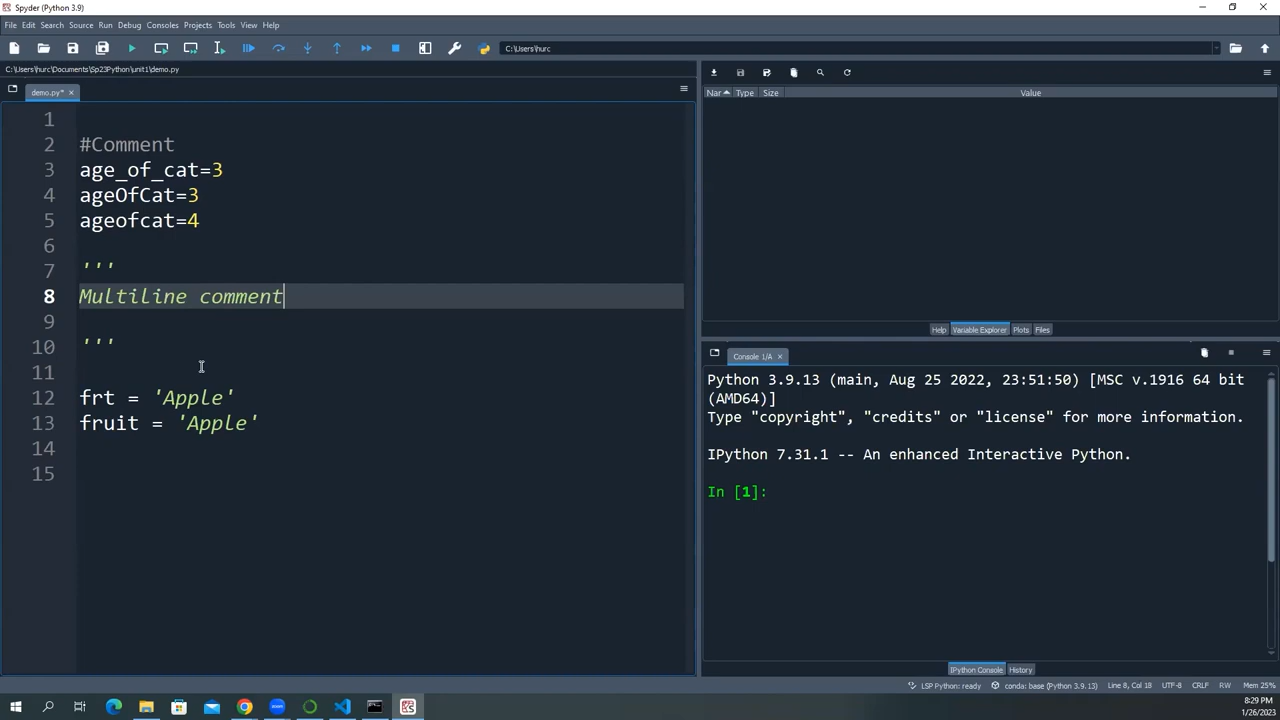 Spyder (Python 3.9)
File Edit Search Source Run Debug Consoles Projects Tools View Help
C:\Users\hurc
C:\Users\hurc\Documents\Sp23Python\unit1\demo.py
demo.py*
1
2 #Comment
3 age_of_cat=3
4 ageOfCat=3
5 ageofcat=4
6
7 '''
8 Multiline comment
9
10 '''
11
12 frt = 'Apple'
13 fruit = 'Apple'
14
15
Nar Type Size Value
Help Variable Explorer Plots Files
Console 1/A
Python 3.9.13 (main, Aug 25 2022, 23:51:50) [MSC v.1916 64 bit
(AMD64)]
Type "copyright", "credits" or "license" for more information.
IPython 7.31.1 -- An enhanced Interactive Python.
In [1]:
IPython Console History
LSP Python: ready conda: base (Python 3.9.13) Line 8, Col 18 UTF-8 CRLF RW Mem 25%
8:29 PM
1/26/2023